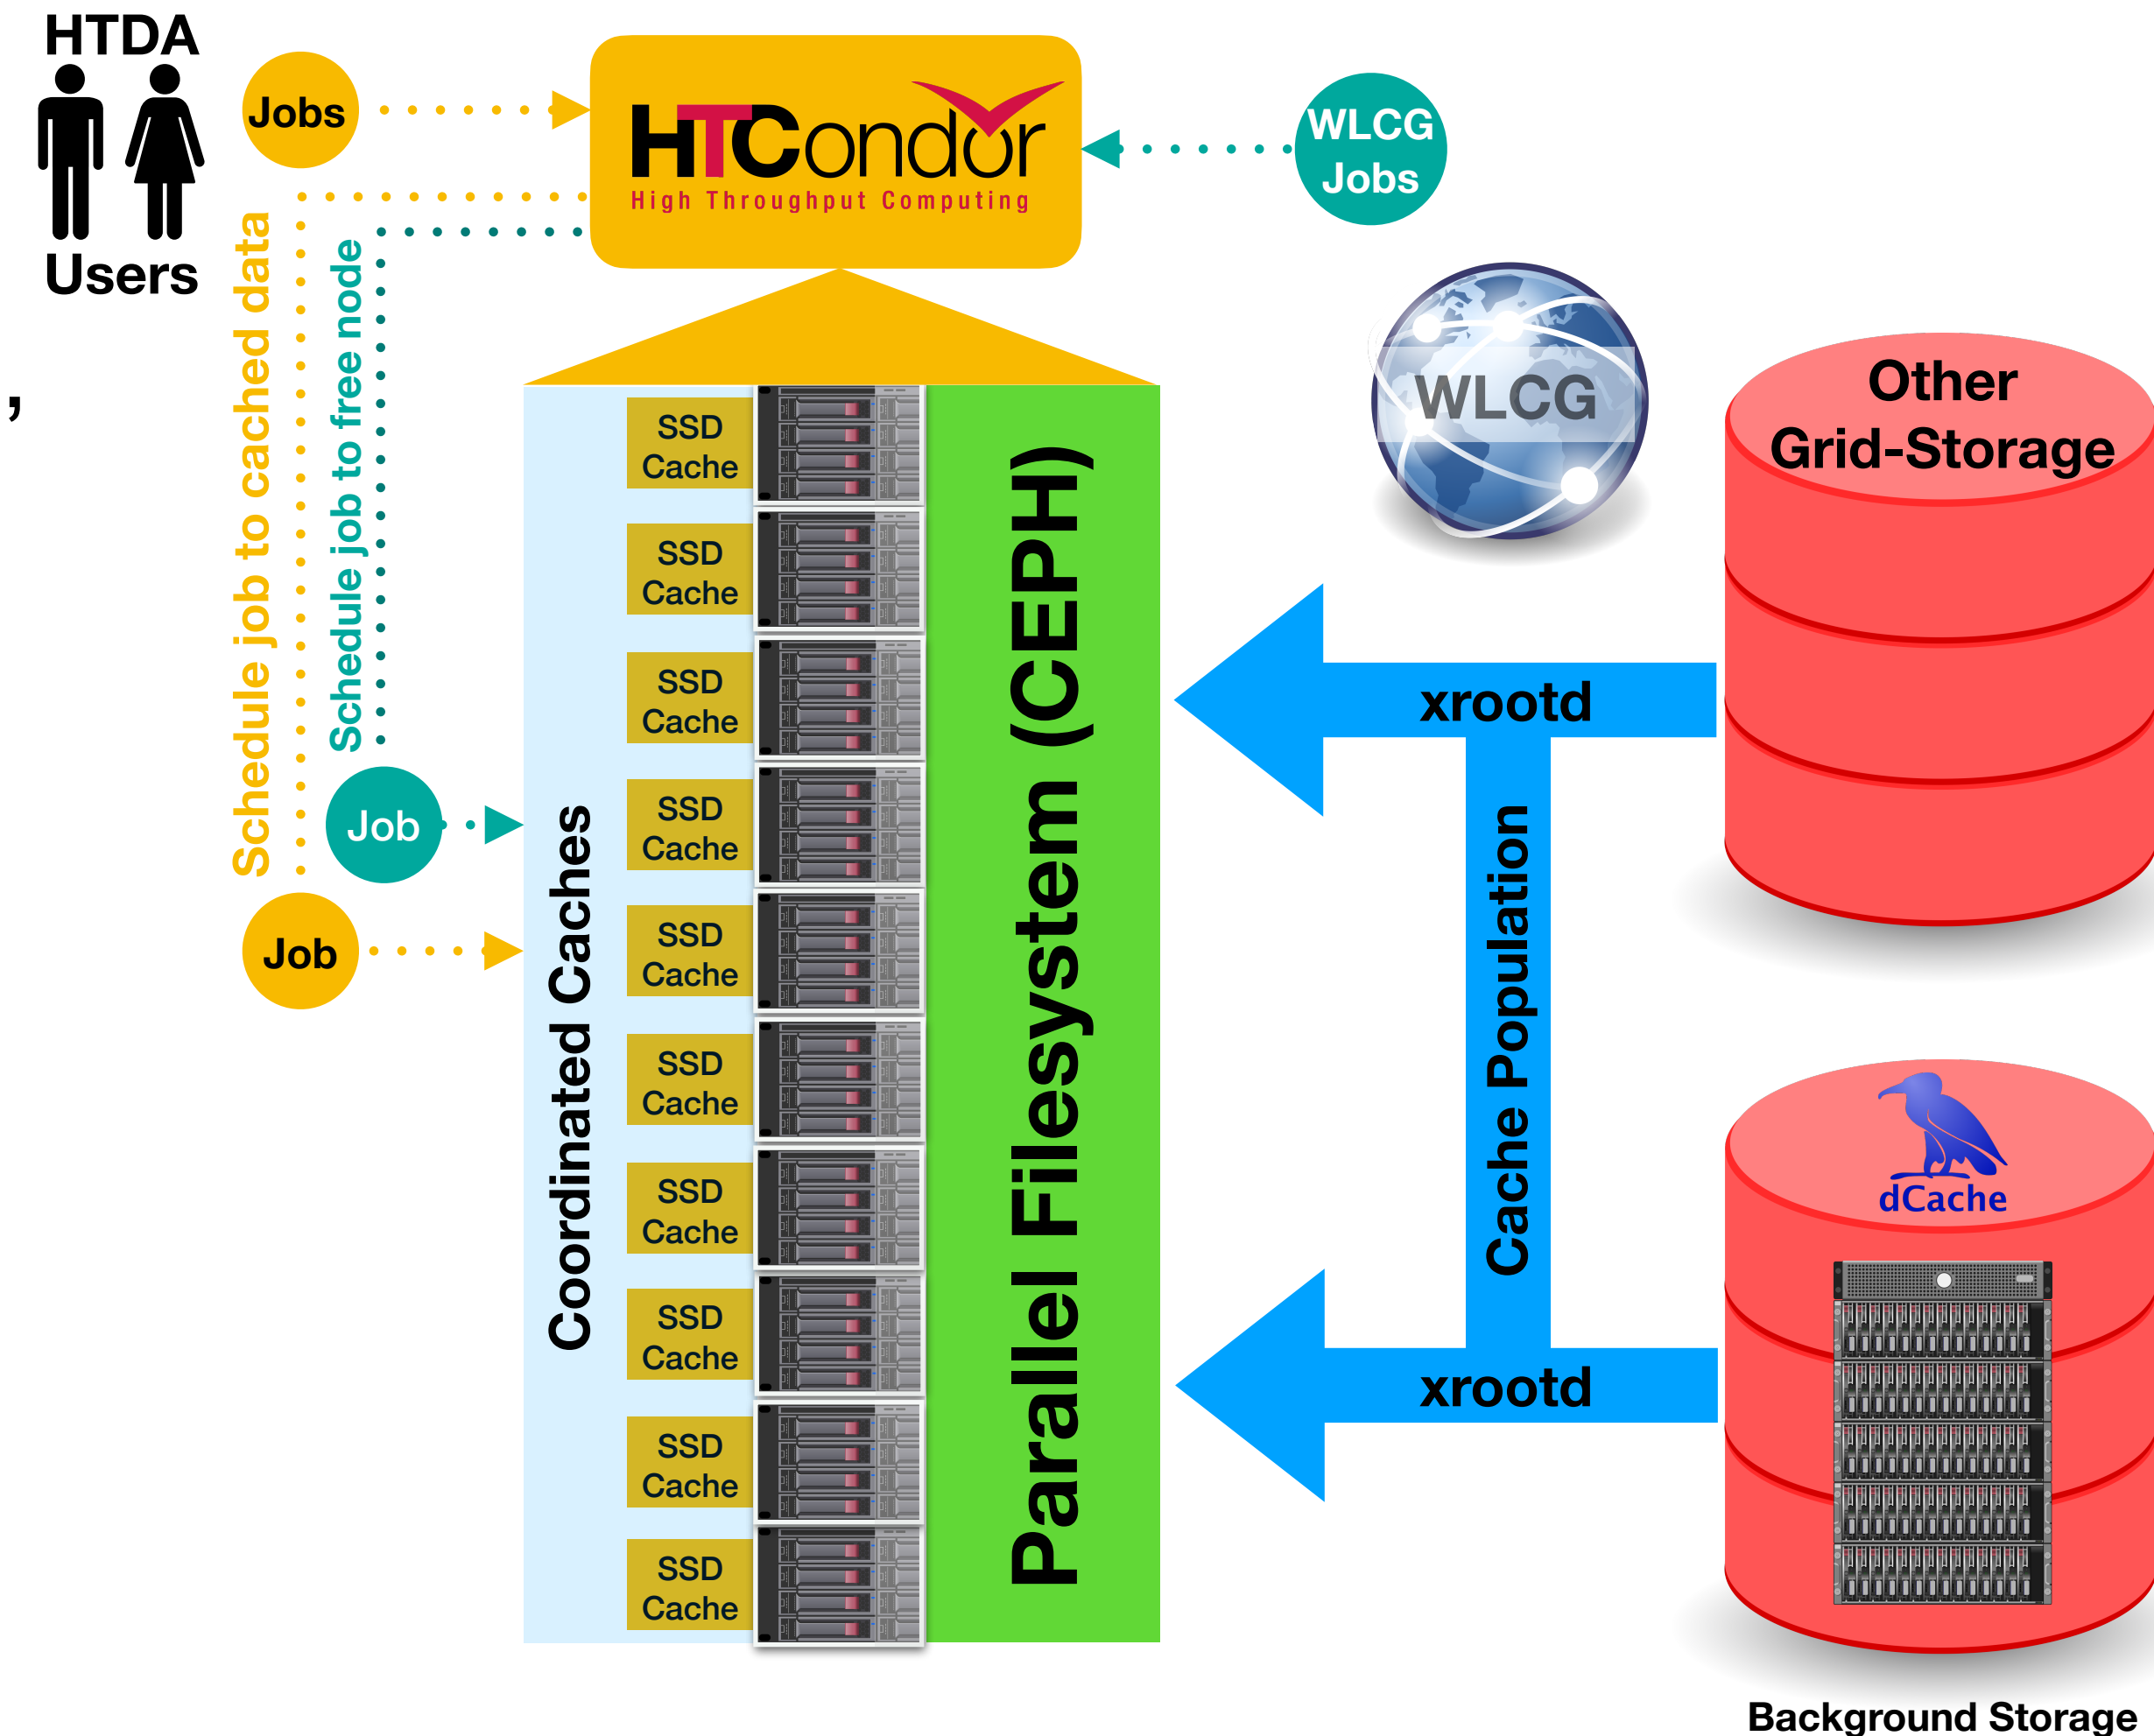 HTDA
Users
Jobs
HTCondor
High Throughput Computing
WLCG
Jobs
Schedule job to cached data
Schedule job to free node
,
Job
Job
Coordinated Caches
SSD
Cache
SSD
Cache
SSD
Cache
SSD
Cache
SSD
Cache
SSD
Cache
SSD
Cache
SSD
Cache
SSD
Cache
SSD
Cache
Parallel Filesystem (CEPH)
WLCG
xrootd
Cache Population
xrootd
Other
Grid-Storage
dCache
Background Storage